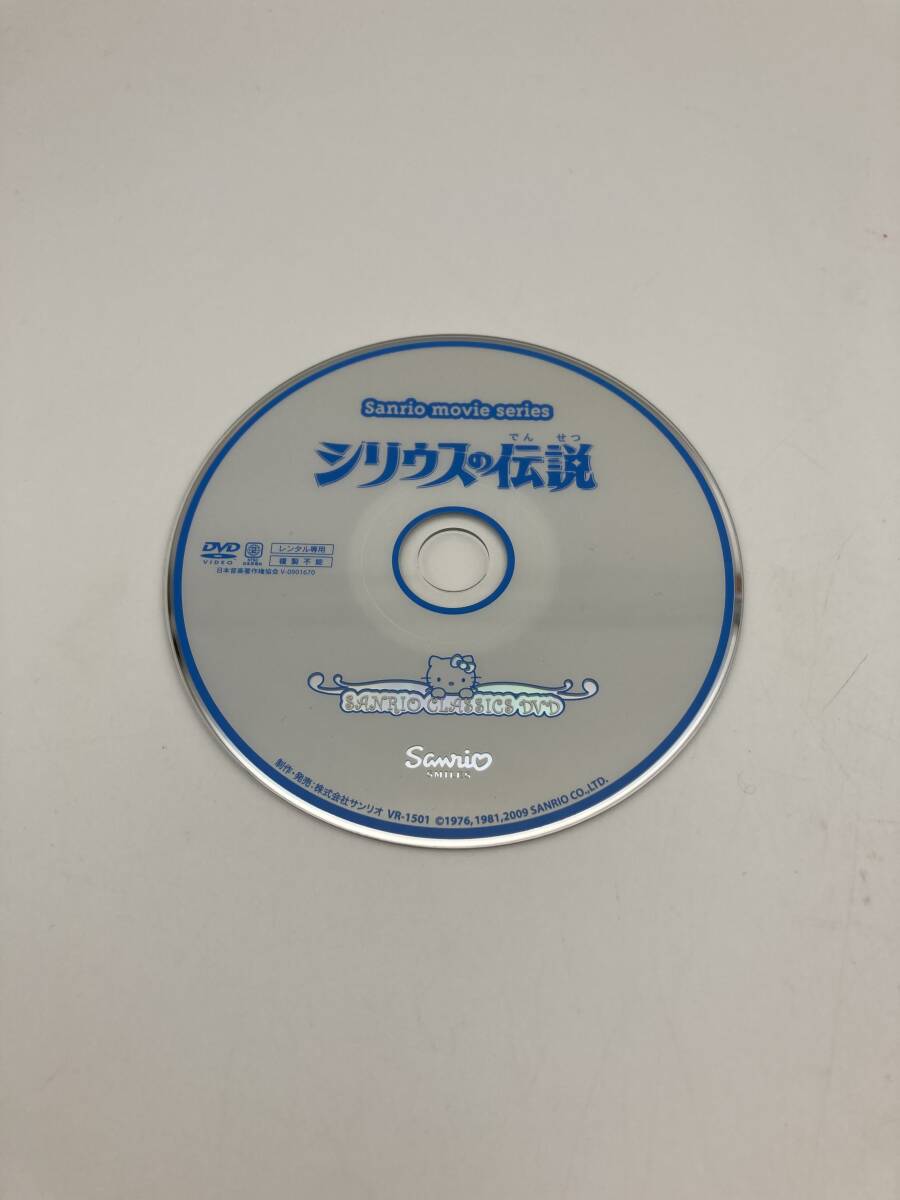 Sanrio movie series
でん せつ
シリウスの伝説
DVD
VIDEO
レンタル専用
複製不能
日本音楽著作権協会 V-0901670
SANRIO CLASSICS DVD
Sanrio
SMILES
制作・発売:株式会社サンリオ VR-1501 ©1976,1981,2009 SANRIO CO.,LTD.